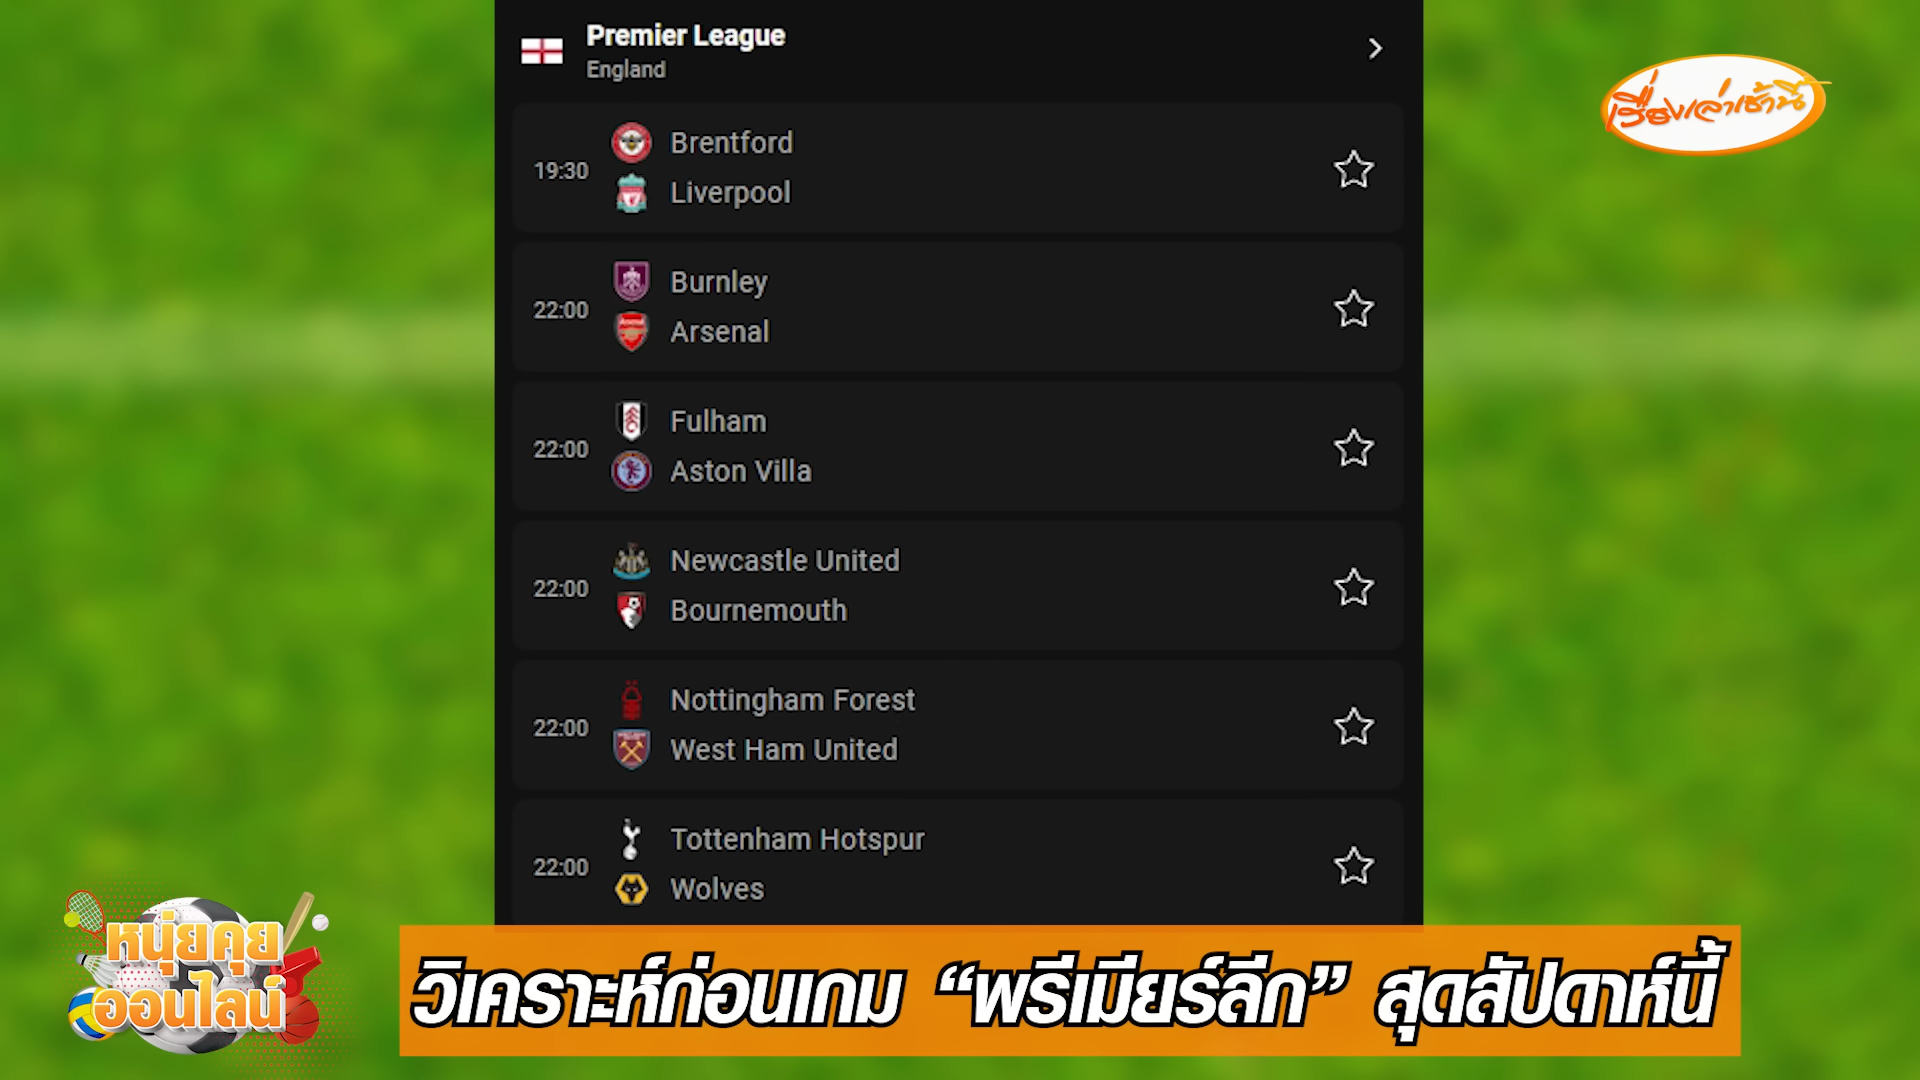 Premier League
England
เรื่องเล่าเช้านี้
19:30
Brentford
Liverpool
22:00
Burnley
Arsenal
22:00
Fulham
Aston Villa
22:00
Newcastle United
Bournemouth
22:00
Nottingham Forest
West Ham United
22:00
Tottenham Hotspur
Wolves
หนุ่ยคุย
ออนไลน์
วิเคราะห์ก่อนเกม “พรีเมียร์ลีก” สุดสัปดาห์นี้